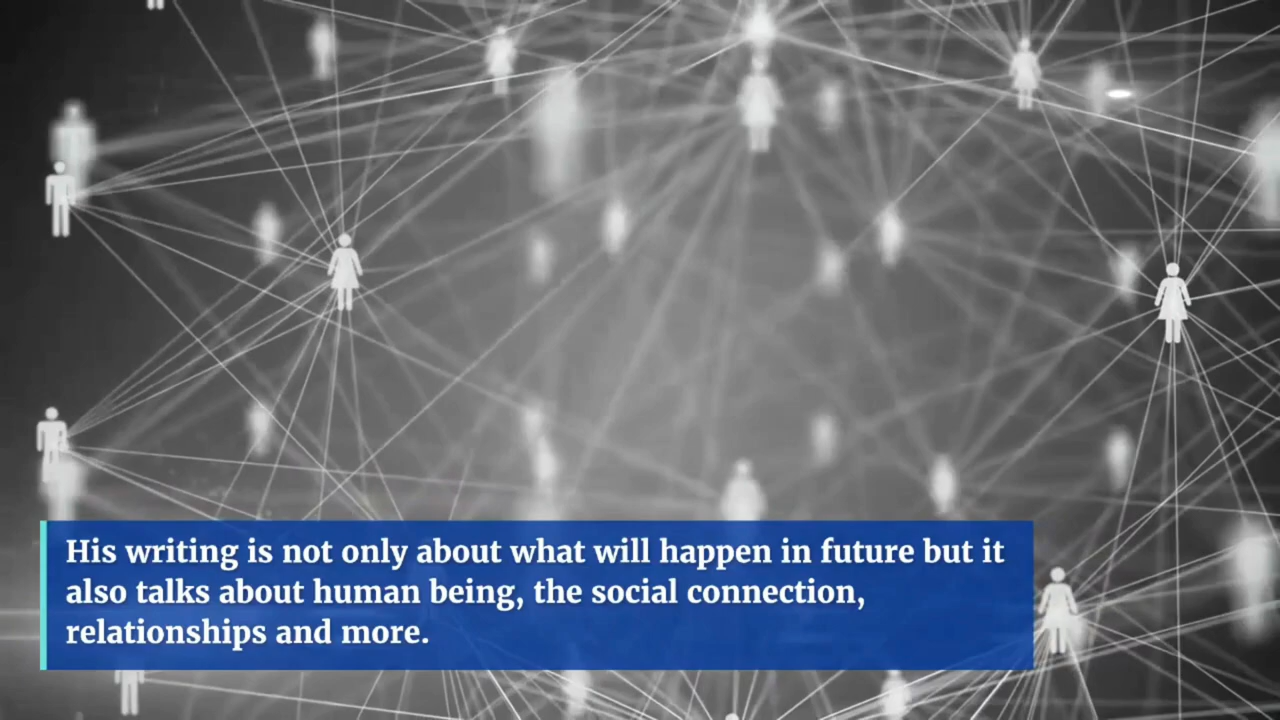 His writing is not only about what will happen in future but it
also talks about human being, the social connection,
relationships and more.